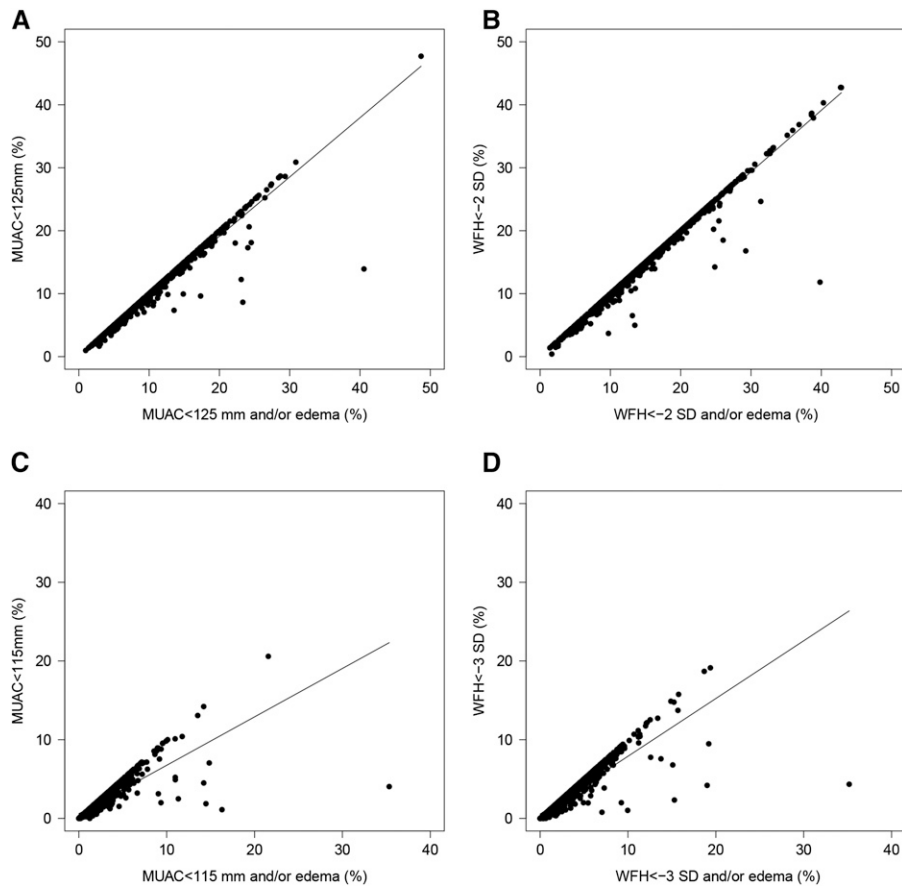 A
50
40
30
20
10
0
MUAC<125mm (%)
0 10 20 30 40 50
MUAC<125 mm and/or edema (%)
B
50
40
30
20
10
0
WFH<−2 SD (%)
0 10 20 30 40 50
WFH<−2 SD and/or edema (%)
C
40
30
20
10
0
MUAC<115mm (%)
0 10 20 30 40
MUAC<115 mm and/or edema (%)
D
40
30
20
10
0
WFH<−3 SD (%)
0 10 20 30 40
WFH<−3 SD and/or edema (%)